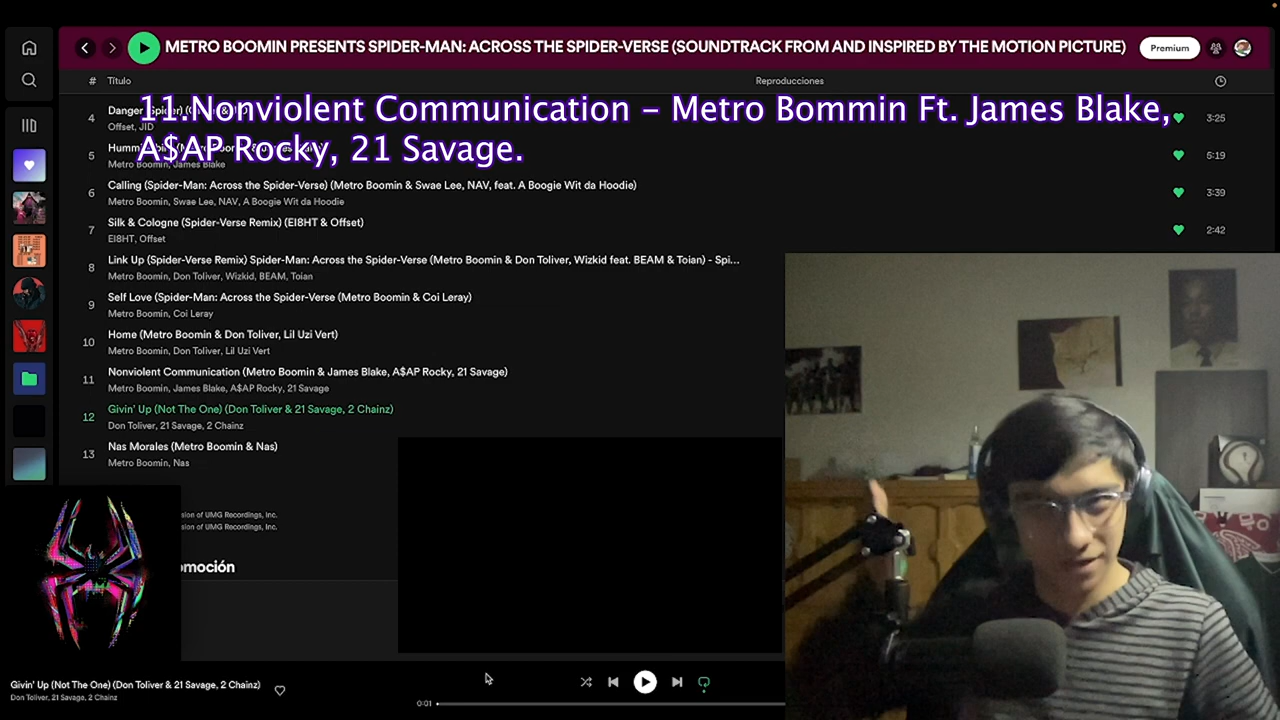 METRO BOOMIN PRESENTS SPIDER-MAN: ACROSS THE SPIDER-VERSE (SOUNDTRACK FROM AND INSPIRED BY THE MOTION PICTURE)
Premium
# Título Reproducciones
11.Nonviolent Communication – Metro Bommin Ft. James Blake,
A$AP Rocky, 21 Savage.
4 Danger (Spider)
Offset, JID
3:25
5
Metro Boomin, James Blake
5:19
6 Calling (Spider-Man: Across the Spider-Verse) (Metro Boomin & Swae Lee, NAV, feat. A Boogie Wit da Hoodie)
Metro Boomin, Swae Lee, NAV, A Boogie Wit da Hoodie
3:39
7 Silk & Cologne (Spider-Verse Remix) (EI8HT & Offset)
EI8HT, Offset
2:42
8 Link Up (Spider-Verse Remix) Spider-Man: Across the Spider-Verse (Metro Boomin & Don Toliver, Wizkid feat. BEAM & Toian) - Spi...
Metro Boomin, Don Toliver, Wizkid, BEAM, Toian
9 Self Love (Spider-Man: Across the Spider-Verse (Metro Boomin & Coi Leray)
Metro Boomin, Coi Leray
10 Home (Metro Boomin & Don Toliver, Lil Uzi Vert)
Metro Boomin, Don Toliver, Lil Uzi Vert
11 Nonviolent Communication (Metro Boomin & James Blake, A$AP Rocky, 21 Savage)
Metro Boomin, James Blake, A$AP Rocky, 21 Savage
12 Givin' Up (Not The One) (Don Toliver & 21 Savage, 2 Chainz)
Don Toliver, 21 Savage, 2 Chainz
13 Nas Morales (Metro Boomin & Nas)
Metro Boomin, Nas
sion of UMG Recordings, Inc.
sion of UMG Recordings, Inc.
omoción
Givin' Up (Not The One) (Don Toliver & 21 Savage, 2 Chainz)
Don Toliver, 21 Savage, 2 Chainz
0:01